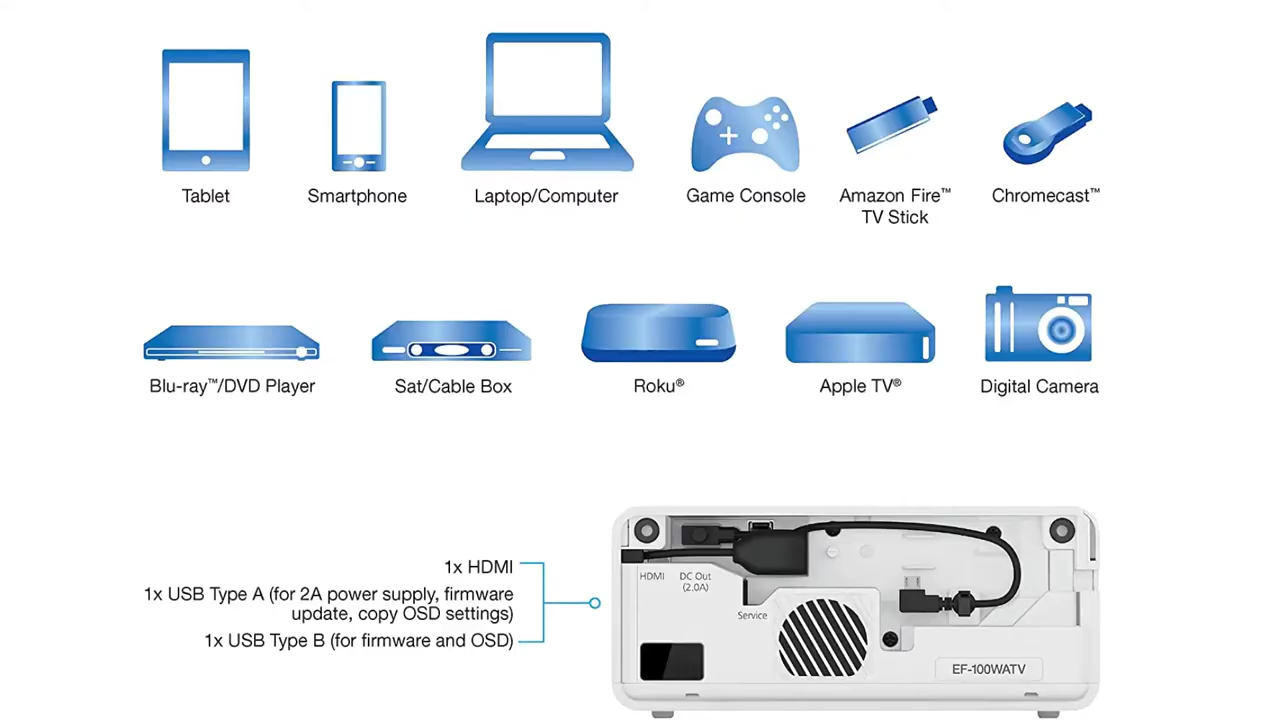 Tablet
Smartphone
Laptop/Computer
Game Console
Amazon Fire™
TV Stick
Chromecast™
Blu-ray™/DVD Player
Sat/Cable Box
Roku®
Apple TV®
Digital Camera
1x HDMI
1x USB Type A (for 2A power supply, firmware
update, copy OSD settings)
1x USB Type B (for firmware and OSD)
HDMI
DC Out
(2.0A)
Service
EF-100WATV